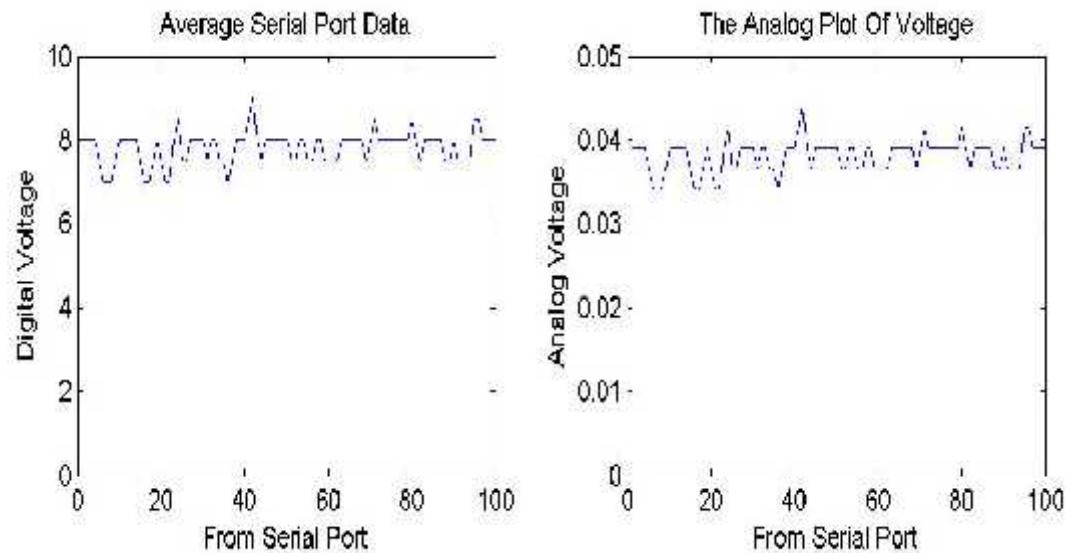 Average Serial Port Data
10
8
6
4
2
0
Digital Voltage
0 20 40 60 80 100
From Serial Port
The Analog Plot Of Voltage
0.05
0.04
0.03
0.02
0.01
0
Analog Voltage
0 20 40 60 80 100
From Serial Port